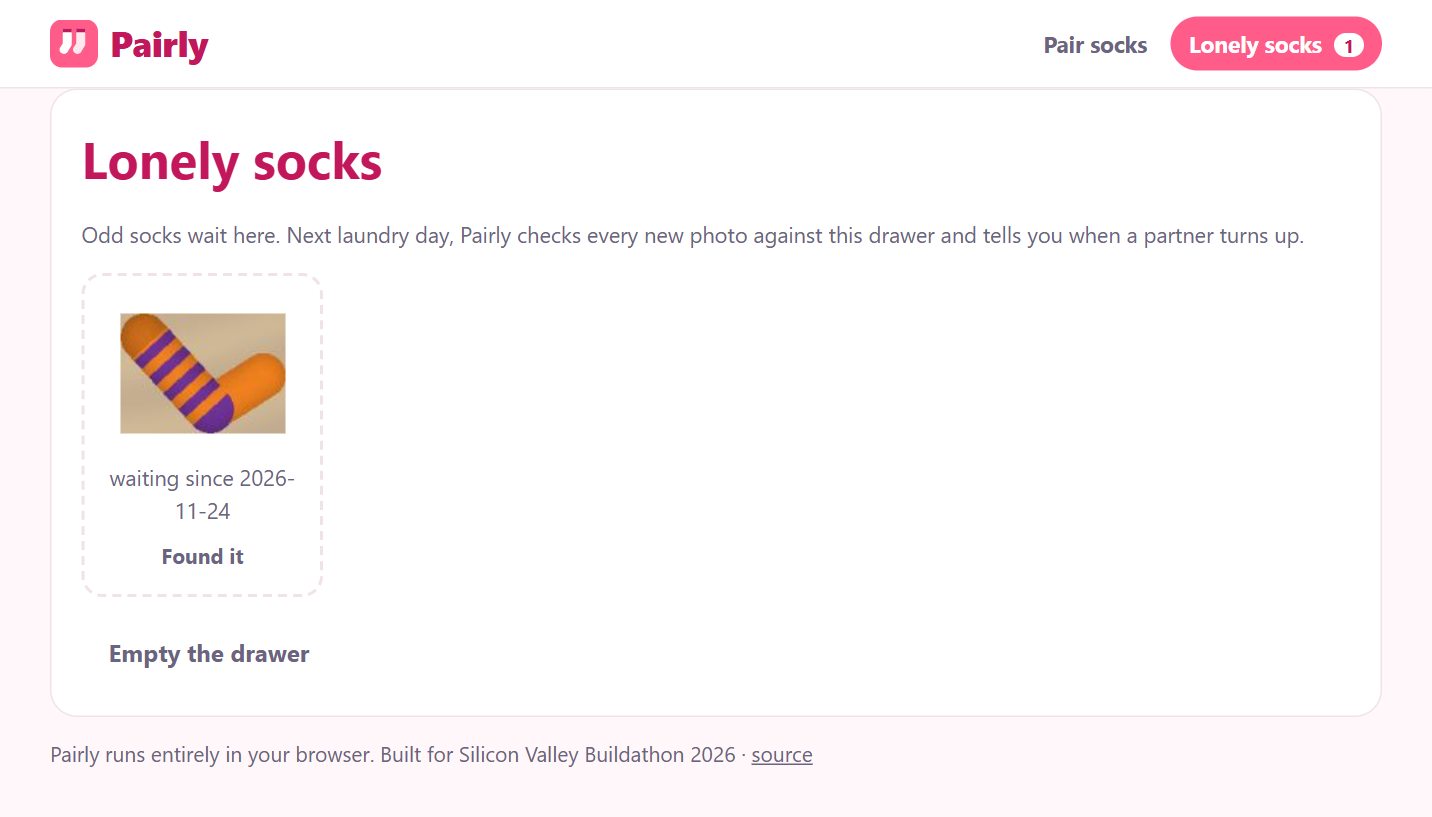 Pairly
Pair socks
Lonely socks 1
Lonely socks
Odd socks wait here. Next laundry day, Pairly checks every new photo against this drawer and tells you when a partner turns up.
waiting since 2026-
11-24
Found it
Empty the drawer
Pairly runs entirely in your browser. Built for Silicon Valley Buildathon 2026 · source